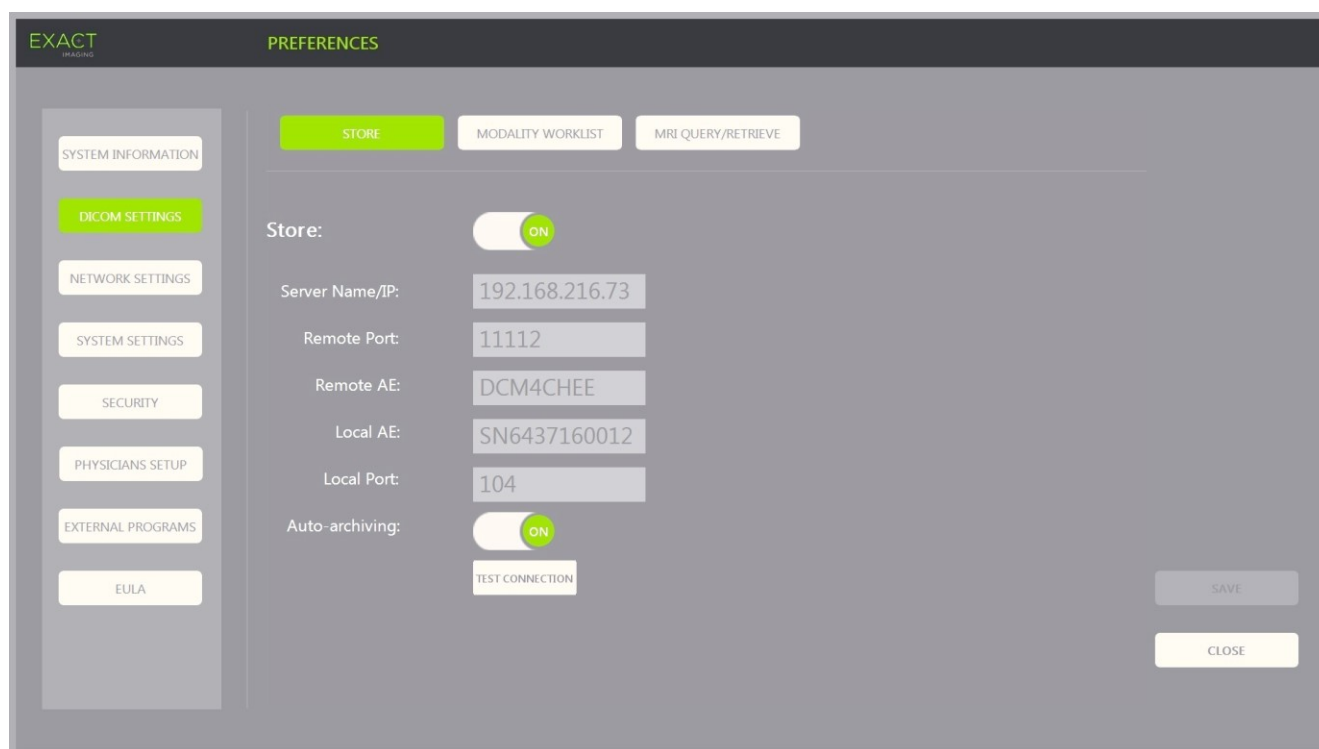 EXACT
IMAGING
PREFERENCES
SYSTEM INFORMATION
DICOM SETTINGS
NETWORK SETTINGS
SYSTEM SETTINGS
SECURITY
PHYSICIANS SETUP
EXTERNAL PROGRAMS
EULA
STORE MODALITY WORKLIST MRI QUERY/RETRIEVE
Store: ON
Server Name/IP: 192.168.216.73
Remote Port: 11112
Remote AE: DCM4CHEE
Local AE: SN6437160012
Local Port: 104
Auto-archiving: ON
TEST CONNECTION
SAVE
CLOSE